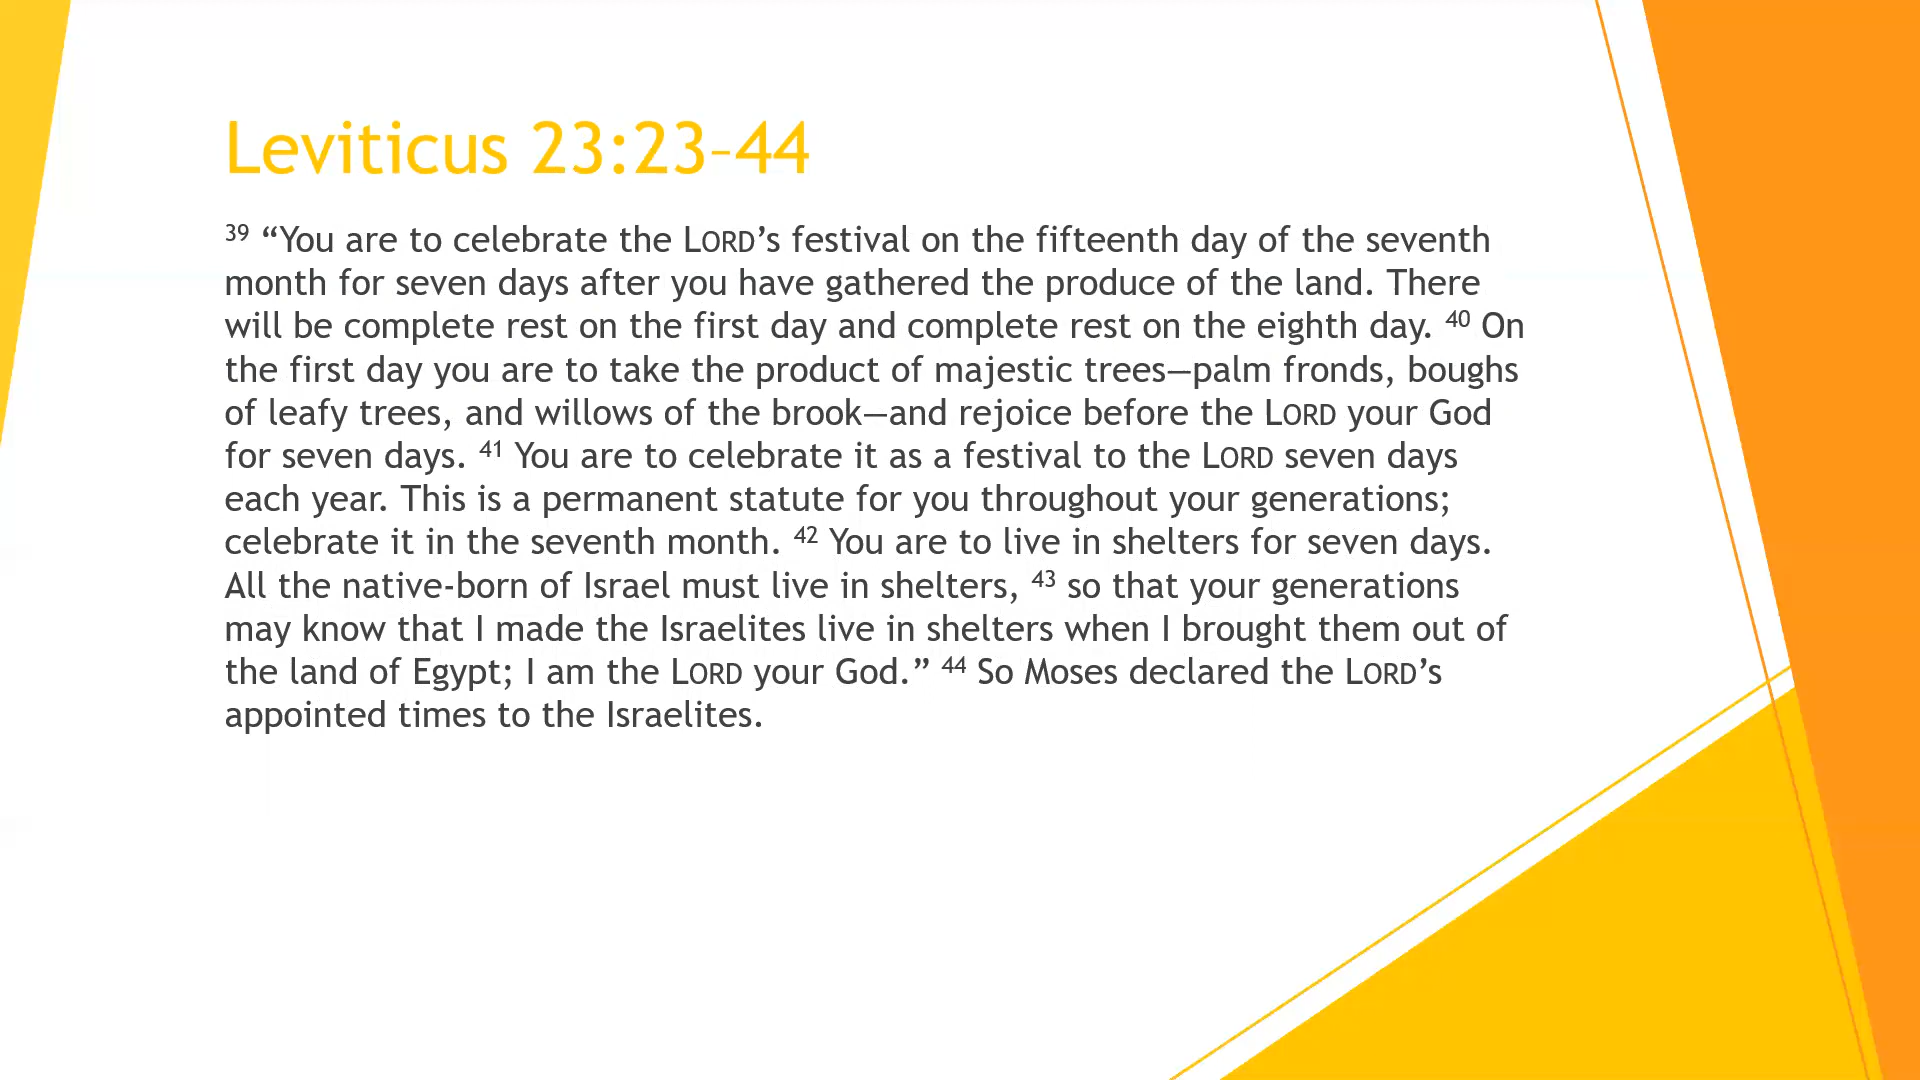 Leviticus 23:23–44
39 “You are to celebrate the LORD’s festival on the fifteenth day of the seventh
month for seven days after you have gathered the produce of the land. There
will be complete rest on the first day and complete rest on the eighth day. 40 On
the first day you are to take the product of majestic trees—palm fronds, boughs
of leafy trees, and willows of the brook—and rejoice before the LORD your God
for seven days. 41 You are to celebrate it as a festival to the LORD seven days
each year. This is a permanent statute for you throughout your generations;
celebrate it in the seventh month. 42 You are to live in shelters for seven days.
All the native-born of Israel must live in shelters, 43 so that your generations
may know that I made the Israelites live in shelters when I brought them out of
the land of Egypt; I am the LORD your God.” 44 So Moses declared the LORD’s
appointed times to the Israelites.